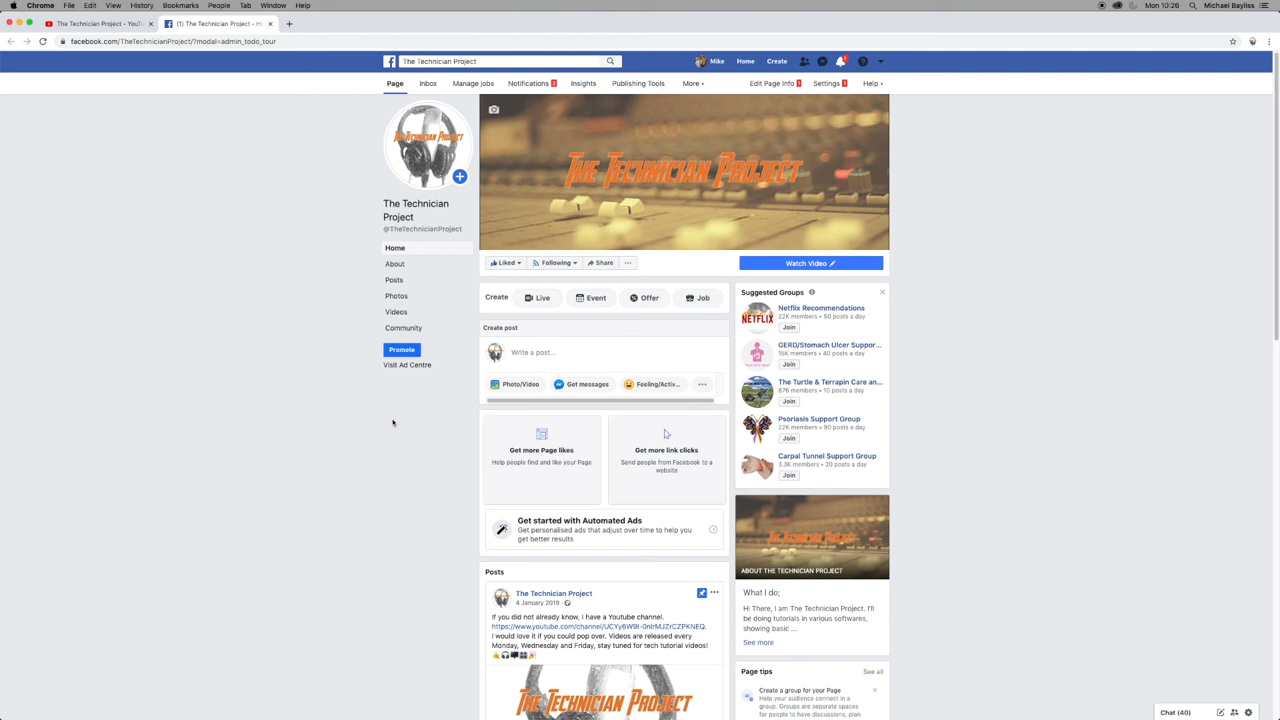 Chrome File Edit View History Bookmarks People Tab Window Help Mon 10:26 Michael Bayliss
The Technician Project - YouTu
(1) The Technician Project - Ho
facebook.com/TheTechnicianProject/?modal=admin_todo_tour
The Technician Project
Mike Home Create
Page Inbox Manage jobs Notifications 2 Insights Publishing Tools More Edit Page Info 1 Settings 1 Help
THE TECHNICIAN PROJECT
THE TECHNICIAN PROJECT
The Technician
Project
@TheTechnicianProject
Home
About
Posts
Photos
Videos
Community
Promote
Visit Ad Centre
Liked Following Share ...
Watch Video
Create Live Event Offer Job
Create post
Write a post...
Photo/Video Get messages Feeling/Activ... ...
Get more Page likes
Help people find and like your Page
Get more link clicks
Send people from Facebook to a
website
Get started with Automated Ads
Get personalised ads that adjust over time to help you
get better results
Posts
The Technician Project
4 January 2019 ·
If you did not already know, I have a Youtube channel.
I would love it if you could pop over. Videos are released every
Monday, Wednesday and Friday, stay tuned for tech tutorial videos!
THE TECHNICIAN PROJECT
Suggested Groups
Netflix Recommendations
22K members • 50 posts a day
Join
NETFLIX
GERD/Stomach Ulcer Suppor...
15K members • 40 posts a day
Join
The Turtle & Terrapin Care an...
876 members • 10 posts a day
Join
Psoriasis Support Group
22K members • 90 posts a day
Join
Carpal Tunnel Support Group
3.3K members • 20 posts a day
Join
THE TECHNICIAN PROJECT
ABOUT THE TECHNICIAN PROJECT
What I do;
Hi There, I am The Technician Project. I'll
be doing tutorials in various softwares,
showing basic ...
See more
Page tips See all
Create a group for your Page
Help your audience connect in a
group. Groups are separate spaces
for people to have discussions, plan
Chat (40)